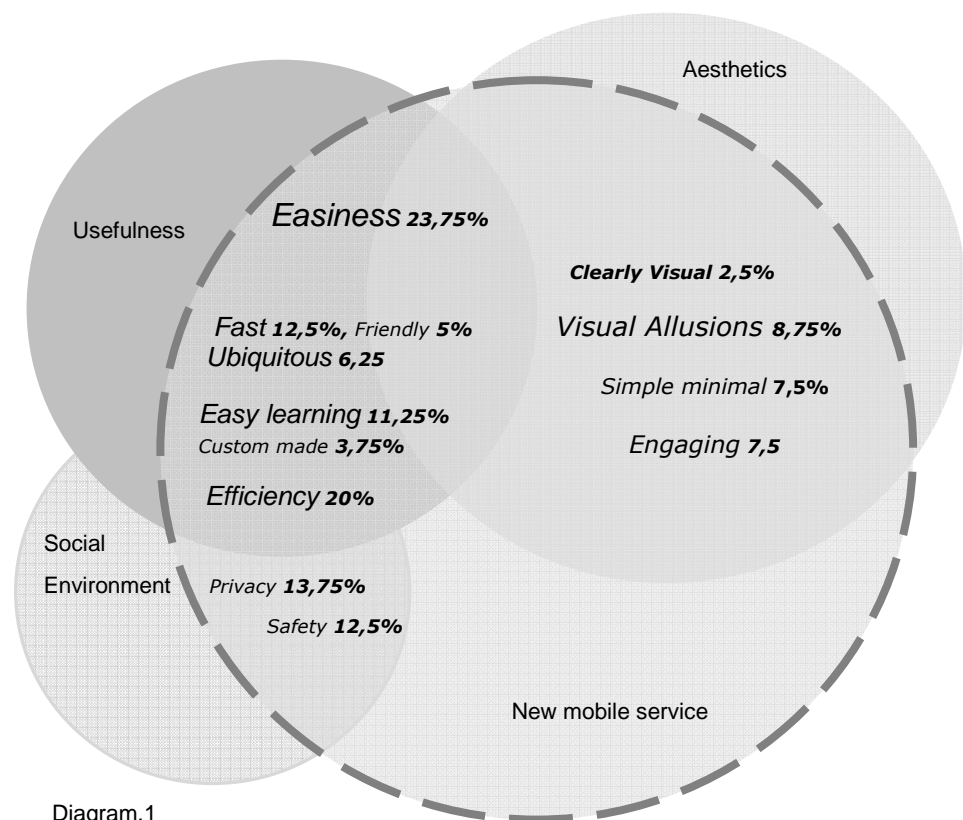 Aesthetics
Usefulness
Easiness 23,75%
Clearly Visual 2,5%
Fast 12,5%, Friendly 5%
Ubiquitous 6,25
Visual Allusions 8,75%
Simple minimal 7,5%
Easy learning 11,25%
Custom made 3,75%
Engaging 7,5
Efficiency 20%
Social
Environment
Privacy 13,75%
Safety 12,5%
New mobile service
Diagram.1